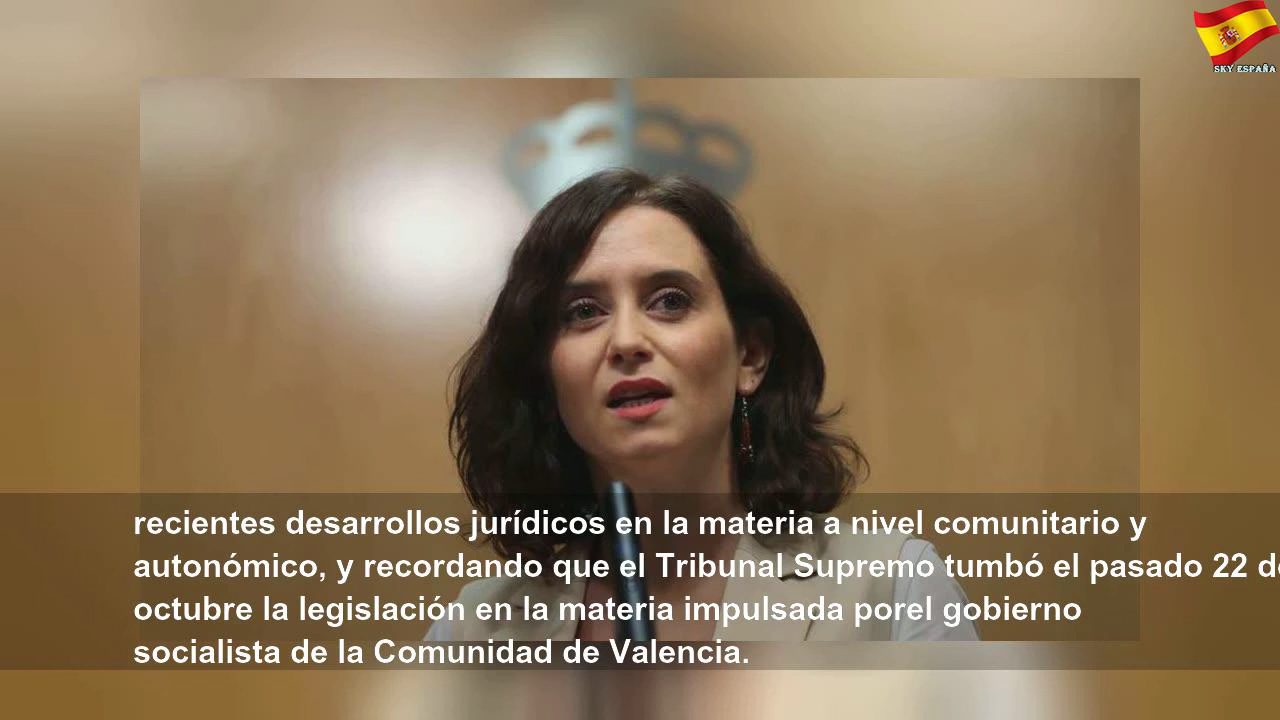 SKY ESPAÑA
recientes desarrollos jurídicos en la materia a nivel comunitario y
autonómico, y recordando que el Tribunal Supremo tumbó el pasado 22 de
octubre la legislación en la materia impulsada porel gobierno
socialista de la Comunidad de Valencia.